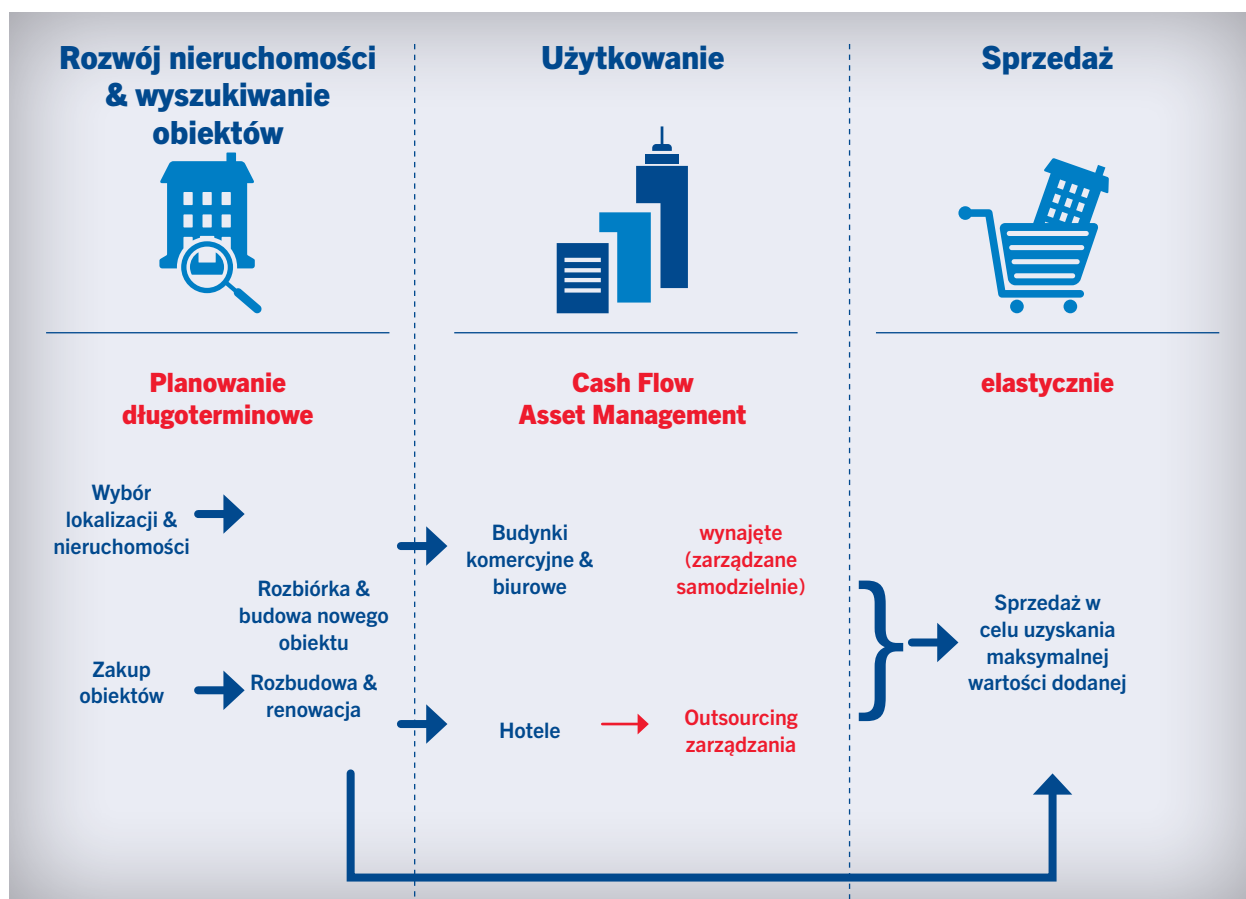 Rozwój nieruchomości
& wyszukiwanie
obiektów
Użytkowanie
Sprzedaż
Planowanie
długoterminowe
Cash Flow
Asset Management
elastycznie
Wybór
lokalizacji &
nieruchomości
Rozbiórka &
budowa nowego
obiektu
Zakup
obiektów
Rozbudowa &
renowacja
Budynki
komercyjne &
biurowe
wynajęte
(zarządzane
samodzielnie)
Hotele
Outsourcing
zarządzania
}
Sprzedaż w
celu uzyskania
maksymalnej
wartości dodanej